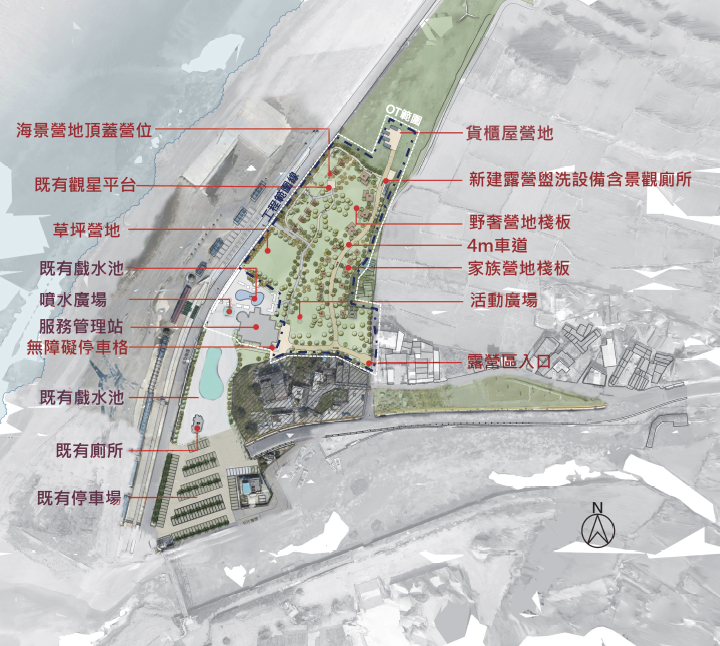 OT範圍
工程範圍線
海景營地頂蓋營位
既有觀星平台
草坪營地
既有戲水池
噴水廣場
服務管理站
無障礙停車格
既有戲水池
既有廁所
既有停車場
貨櫃屋營地
新建露營盥洗設備含景觀廁所
野奢營地棧板
4m車道
家族營地棧板
活動廣場
露營區入口
N